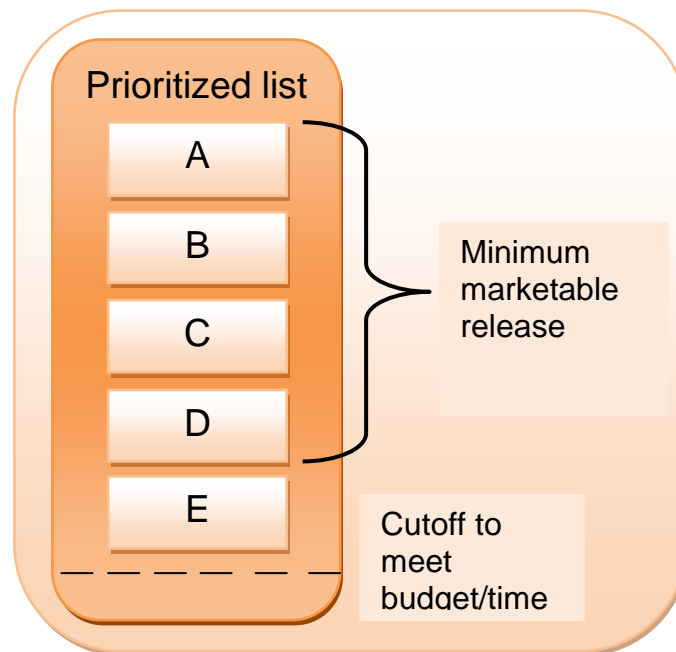 Prioritized list
A
B
C
D
E
Minimum
marketable
release
Cutoff to
meet
budget/time